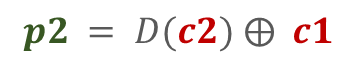 p2 = D(c2) ⊕ c1